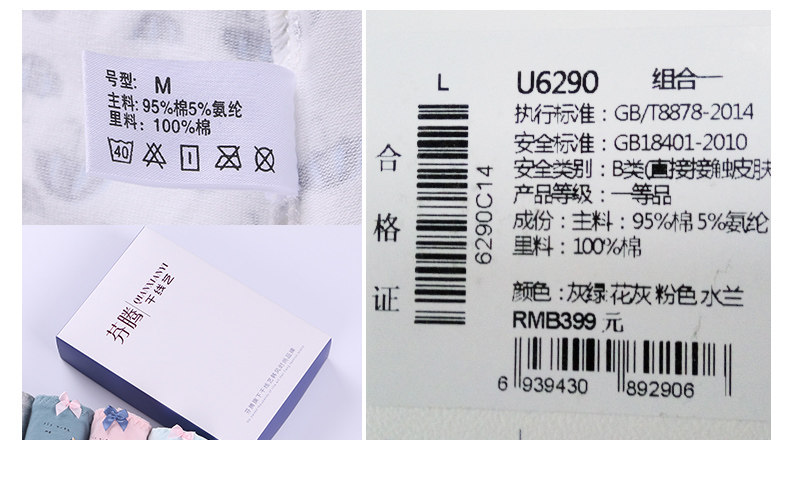 号型: M
主料: 95%棉5%氨纶
里料: 100%棉
40
芬腾
QIANXIANYI
千线艺
L
U6290 组合一
执行标准：GB/T8878-2014
安全标准：GB18401-2010
安全类别：B类(直接接触皮肤
产品等级：一等品
成份：主料：95%棉 5%氨纶
里料：100%棉
颜色：灰绿 花灰 粉色 水兰
RMB399 元
合格证
6290C14
6 939430 892906